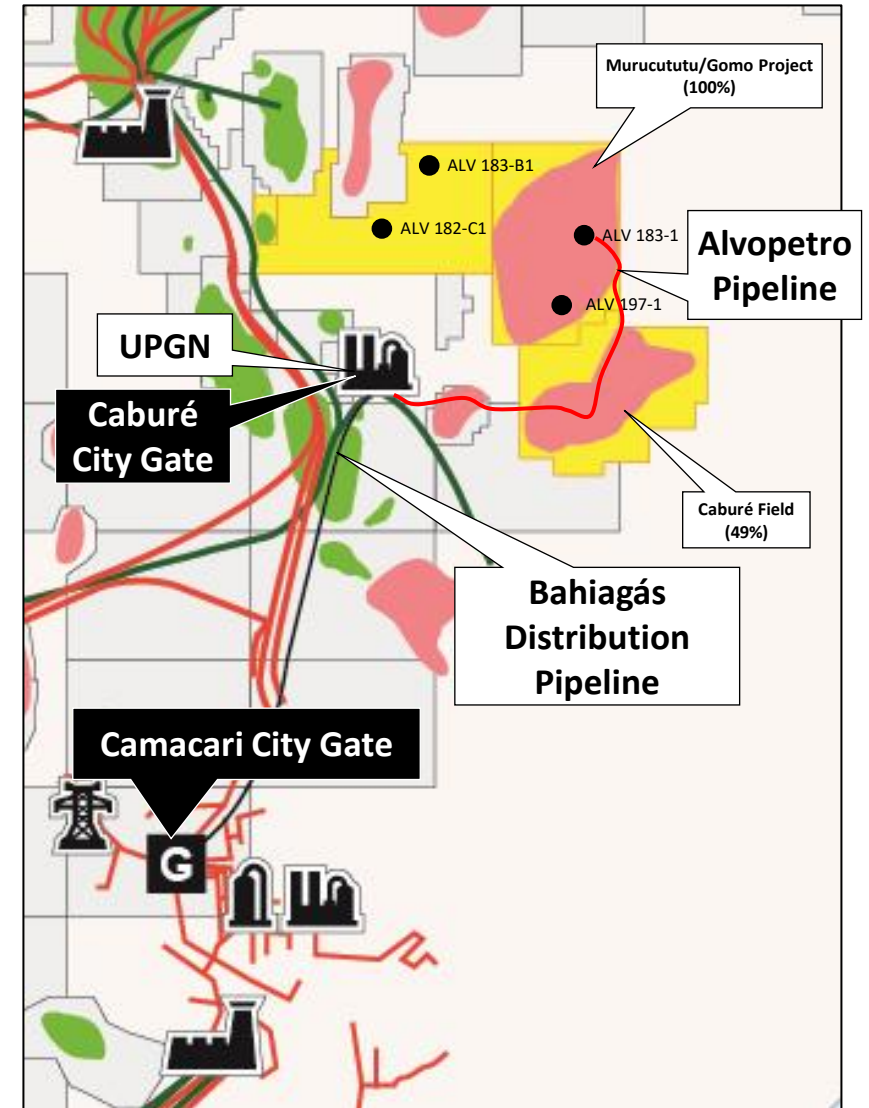 Murucututu/Gomo Project
(100%)
ALV 183-B1
ALV 182-C1
ALV 183-1
Alvopetro
Pipeline
ALV 197-1
UPGN
Caburé
City Gate
Caburé Field
(49%)
Bahiagás
Distribution
Pipeline
Camacari City Gate
G